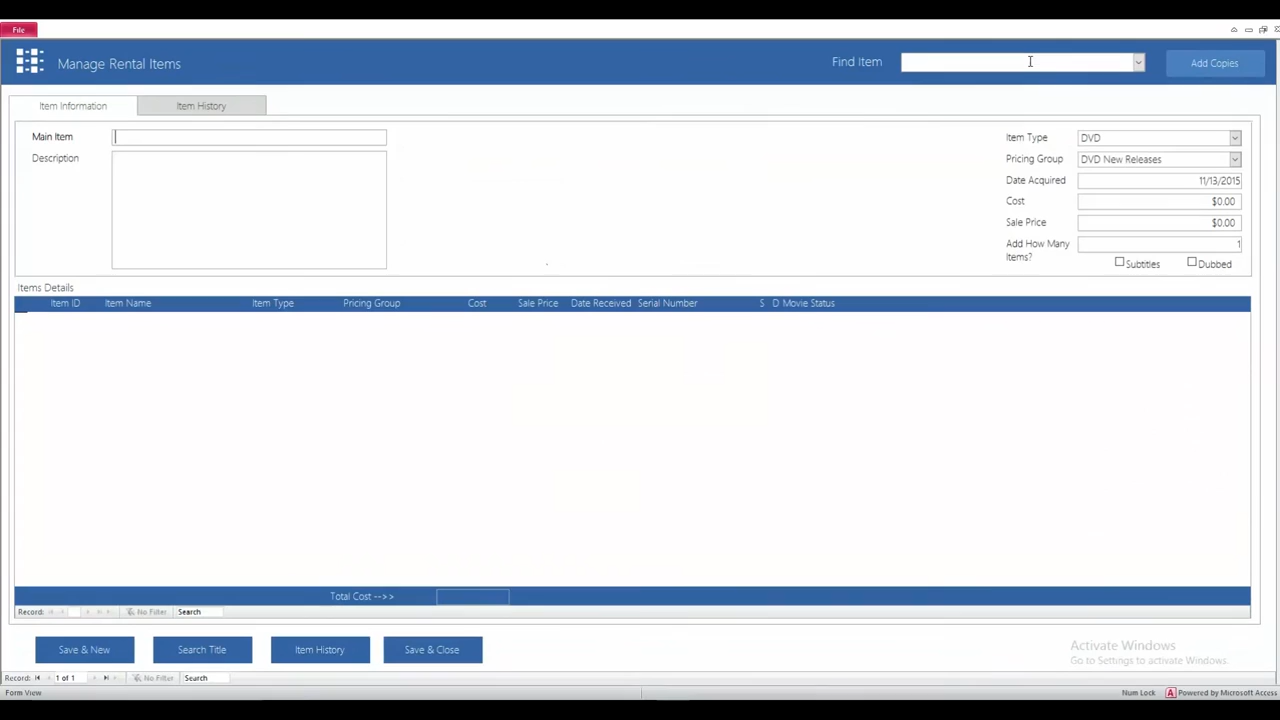 File
Manage Rental Items
Find Item
Add Copies
Item Information
Item History
Main Item
Description
Item Type DVD
Pricing Group DVD New Releases
Date Acquired 11/13/2015
Cost $0.00
Sale Price $0.00
Add How Many Items? 1
Subtitles Dubbed
Items Details
Item ID Item Name Item Type Pricing Group Cost Sale Price Date Received Serial Number S D Movie Status
Total Cost -->>
Record: No Filter Search
Save & New Search Title Item History Save & Close
Activate Windows
Go to Settings to activate Windows.
Record: 1 of 1 No Filter Search
Form View
Num Lock
A Powered by Microsoft Access